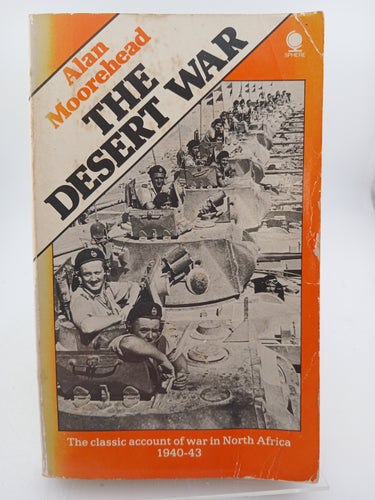 Alan
Moorehead
THE
DESERT WAR
SPHERE
The classic account of war in North Africa
1940-43